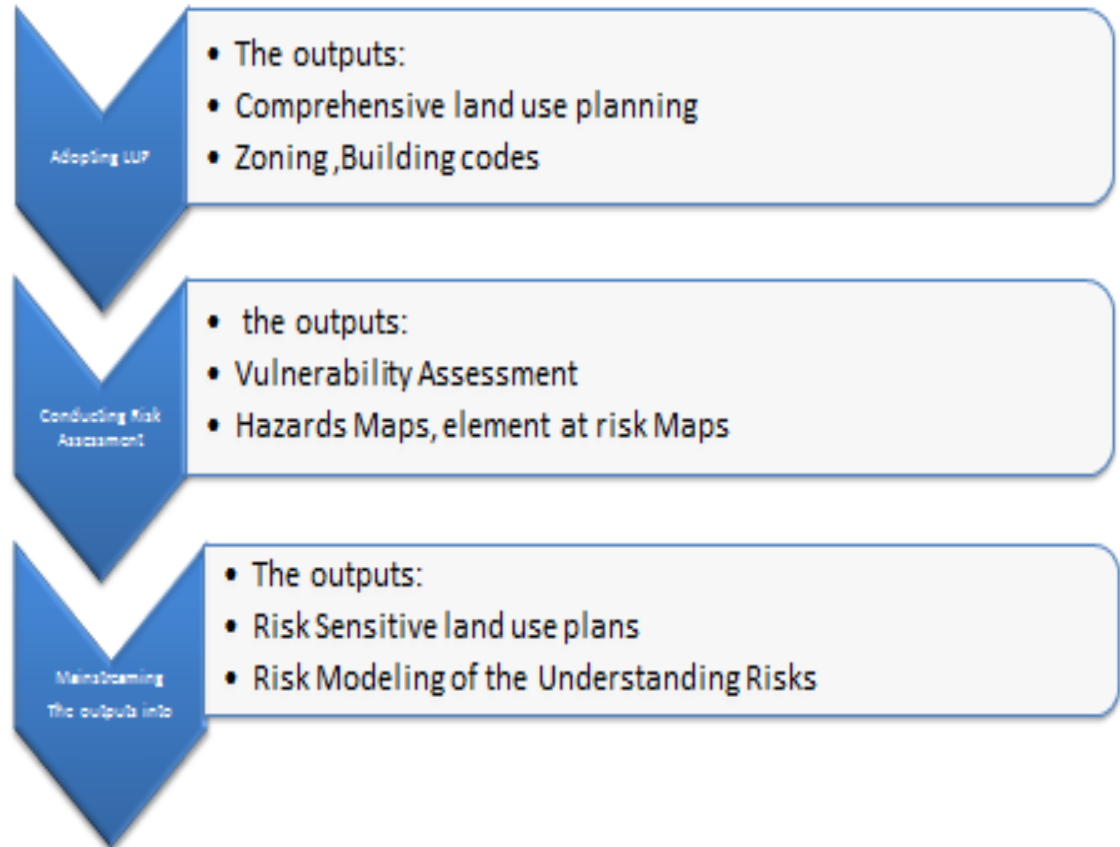 Adopting LUP
• The outputs:
• Comprehensive land use planning
• Zoning ,Building codes
Conducting Risk
Assessment
• the outputs:
• Vulnerability Assessment
• Hazards Maps, element at risk Maps
Mainstreaming
The outputs into
• The outputs:
• Risk Sensitive land use plans
• Risk Modeling of the Understanding Risks